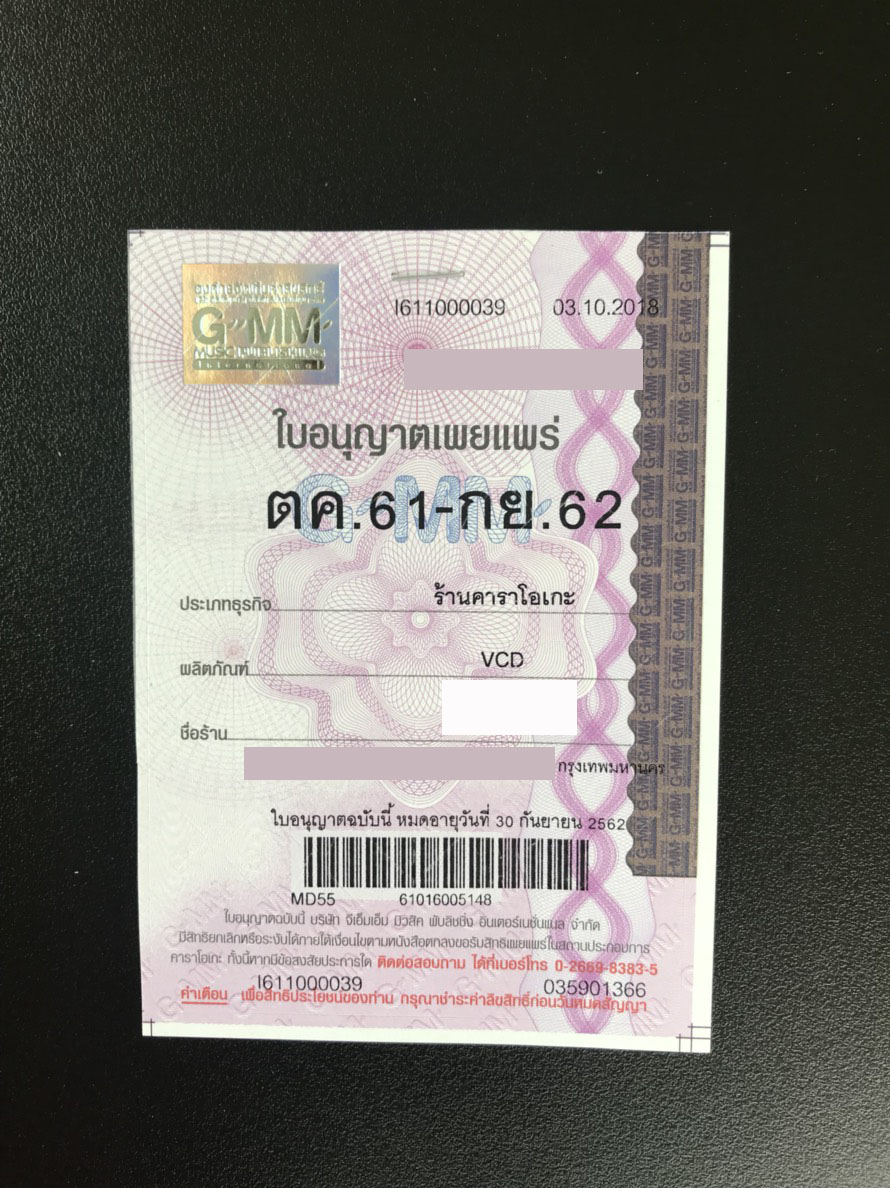 G"MM'
MUSIC PUBLISHING
International
I611000039 03.10.2018
ใบอนุญาตเผยแพร่
ตค.61-กย.62
ประเภทธุรกิจ ร้านคาราโอเกะ
ผลิตภัณฑ์ VCD
ชื่อร้าน
กรุงเทพมหานคร
ใบอนุญาตฉบับนี้ หมดอายุวันที่ 30 กันยายน 2562
MD55 61016005148
ใบอนุญาตฉบับนี้ บริษัท จีเอ็มเอ็ม มิวสิค พับลิชชิ่ง อินเตอร์เนชั่นแนล จำกัด
มีสิทธิยกเลิกหรือระงับได้ภายใต้เงื่อนไขตามหนังสือตกลงขอรับสิทธิเผยแพร่ในสถานประกอบการ
คาราโอเกะ ทั้งนี้หากมีข้อสงสัยประการใด ติดต่อสอบถาม ได้ที่เบอร์โทร 0-2669-8383-5
I611000039 035901366
คำเตือน เพื่อสิทธิประโยชน์ของท่าน กรุณาชำระค่าลิขสิทธิ์ก่อนวันหมดสัญญา